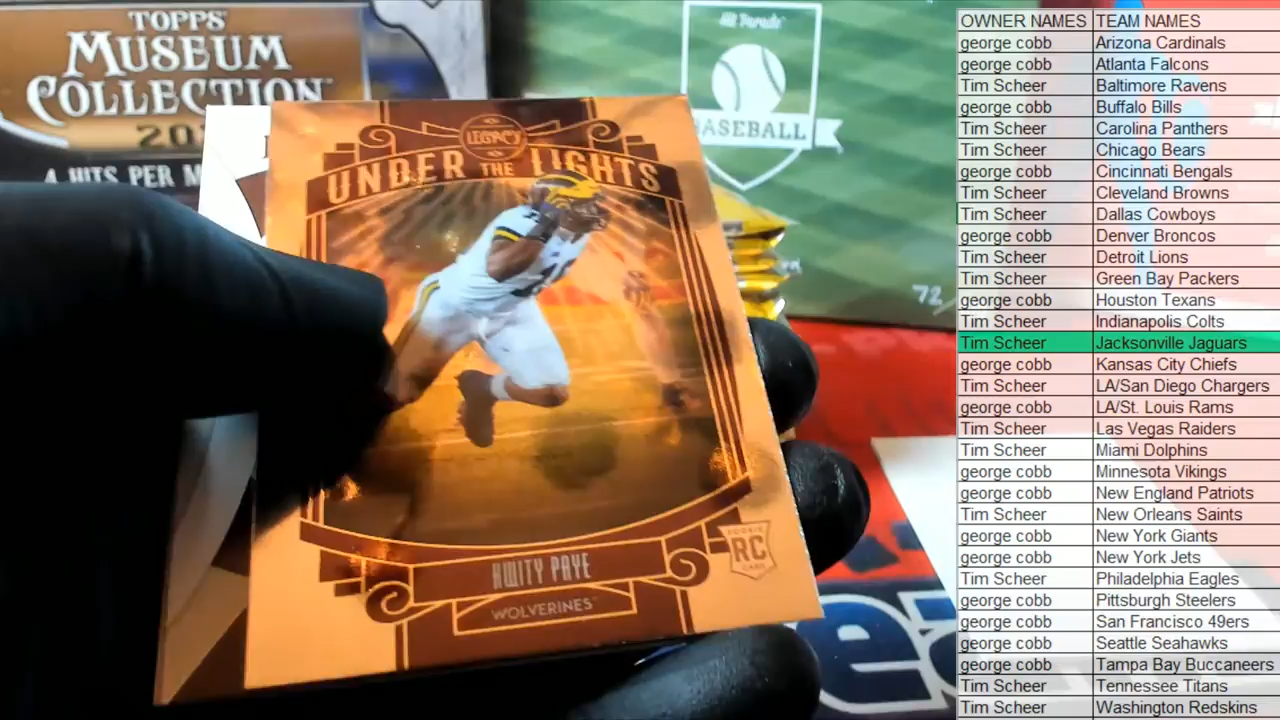 TOPPS
MUSEUM
COLLECTION
4 HITS PER
BASEBALL
72
LEGACY
UNDER THE LIGHTS
ROOKIE
RC
CARD
KWITY PAYE
WOLVERINES
OWNER NAMES TEAM NAMES
george cobb Arizona Cardinals
george cobb Atlanta Falcons
Tim Scheer Baltimore Ravens
george cobb Buffalo Bills
Tim Scheer Carolina Panthers
Tim Scheer Chicago Bears
george cobb Cincinnati Bengals
Tim Scheer Cleveland Browns
Tim Scheer Dallas Cowboys
george cobb Denver Broncos
Tim Scheer Detroit Lions
Tim Scheer Green Bay Packers
george cobb Houston Texans
Tim Scheer Indianapolis Colts
Tim Scheer Jacksonville Jaguars
george cobb Kansas City Chiefs
Tim Scheer LA/San Diego Chargers
george cobb LA/St. Louis Rams
Tim Scheer Las Vegas Raiders
Tim Scheer Miami Dolphins
george cobb Minnesota Vikings
george cobb New England Patriots
Tim Scheer New Orleans Saints
george cobb New York Giants
george cobb New York Jets
Tim Scheer Philadelphia Eagles
george cobb Pittsburgh Steelers
george cobb San Francisco 49ers
george cobb Seattle Seahawks
george cobb Tampa Bay Buccaneers
Tim Scheer Tennessee Titans
Tim Scheer Washington Redskins